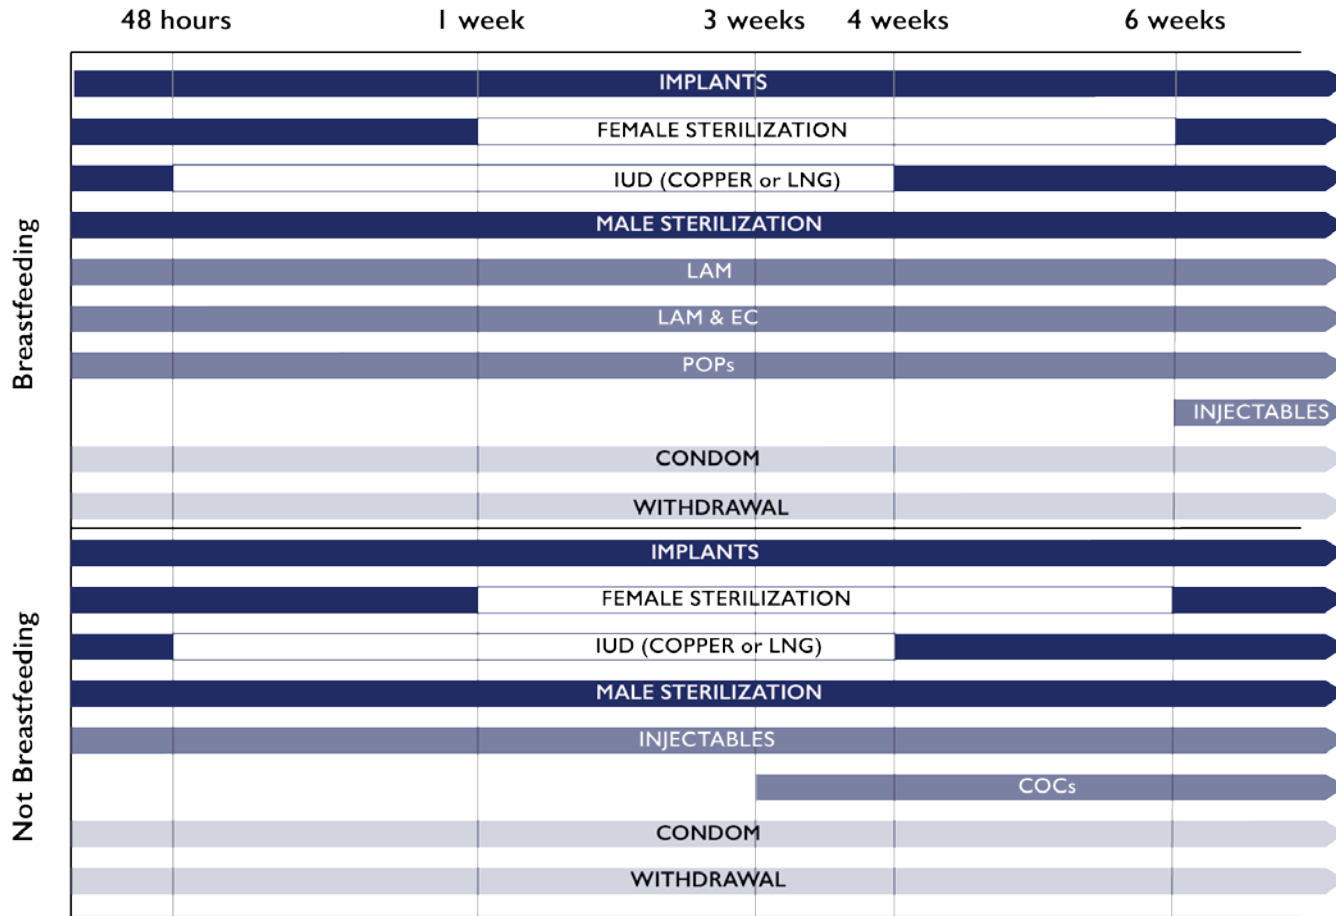 48 hours 1 week 3 weeks 4 weeks 6 weeks
Breastfeeding
IMPLANTS
FEMALE STERILIZATION
IUD (COPPER or LNG)
MALE STERILIZATION
LAM
LAM & EC
POPs
INJECTABLES
CONDOM
WITHDRAWAL
Not Breastfeeding
IMPLANTS
FEMALE STERILIZATION
IUD (COPPER or LNG)
MALE STERILIZATION
INJECTABLES
COCs
CONDOM
WITHDRAWAL